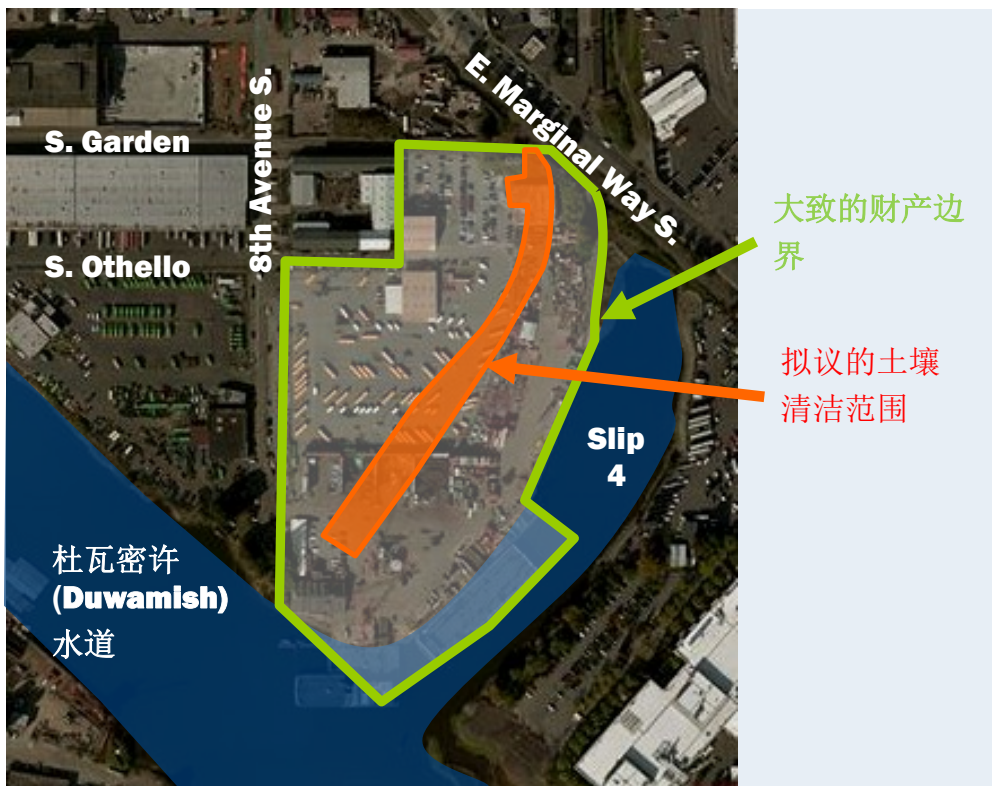 E. Marginal Way S.
S. Garden
8th Avenue S.
S. Othello
大致的财产边
界
拟议的土壤
清洁范围
Slip
4
杜瓦密许
(Duwamish)
水道